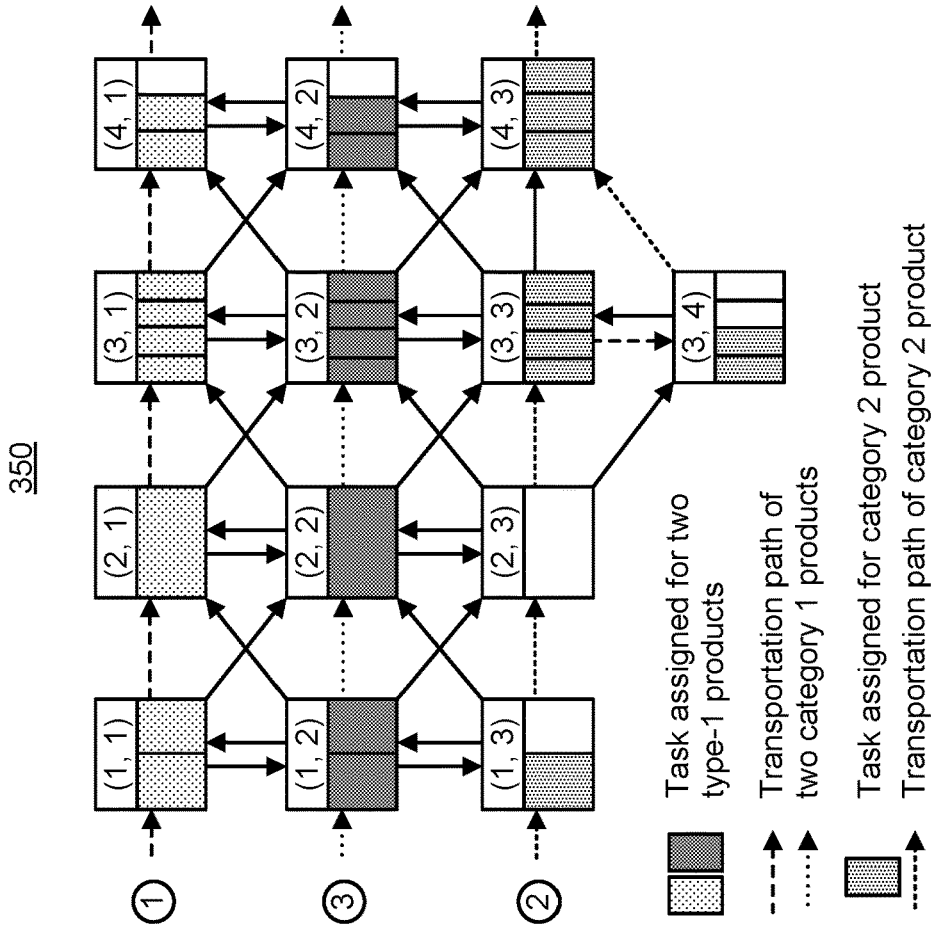 350
(1, 1)
(2, 1)
(3, 1)
(4, 1)
1
(1, 2)
(2, 2)
(3, 2)
(4, 2)
3
(1, 3)
(2, 3)
(3, 3)
(4, 3)
2
(3, 4)
Task assigned for two
type-1 products
Transportation path of
two category 1 products
Task assigned for category 2 product
Transportation path of category 2 product